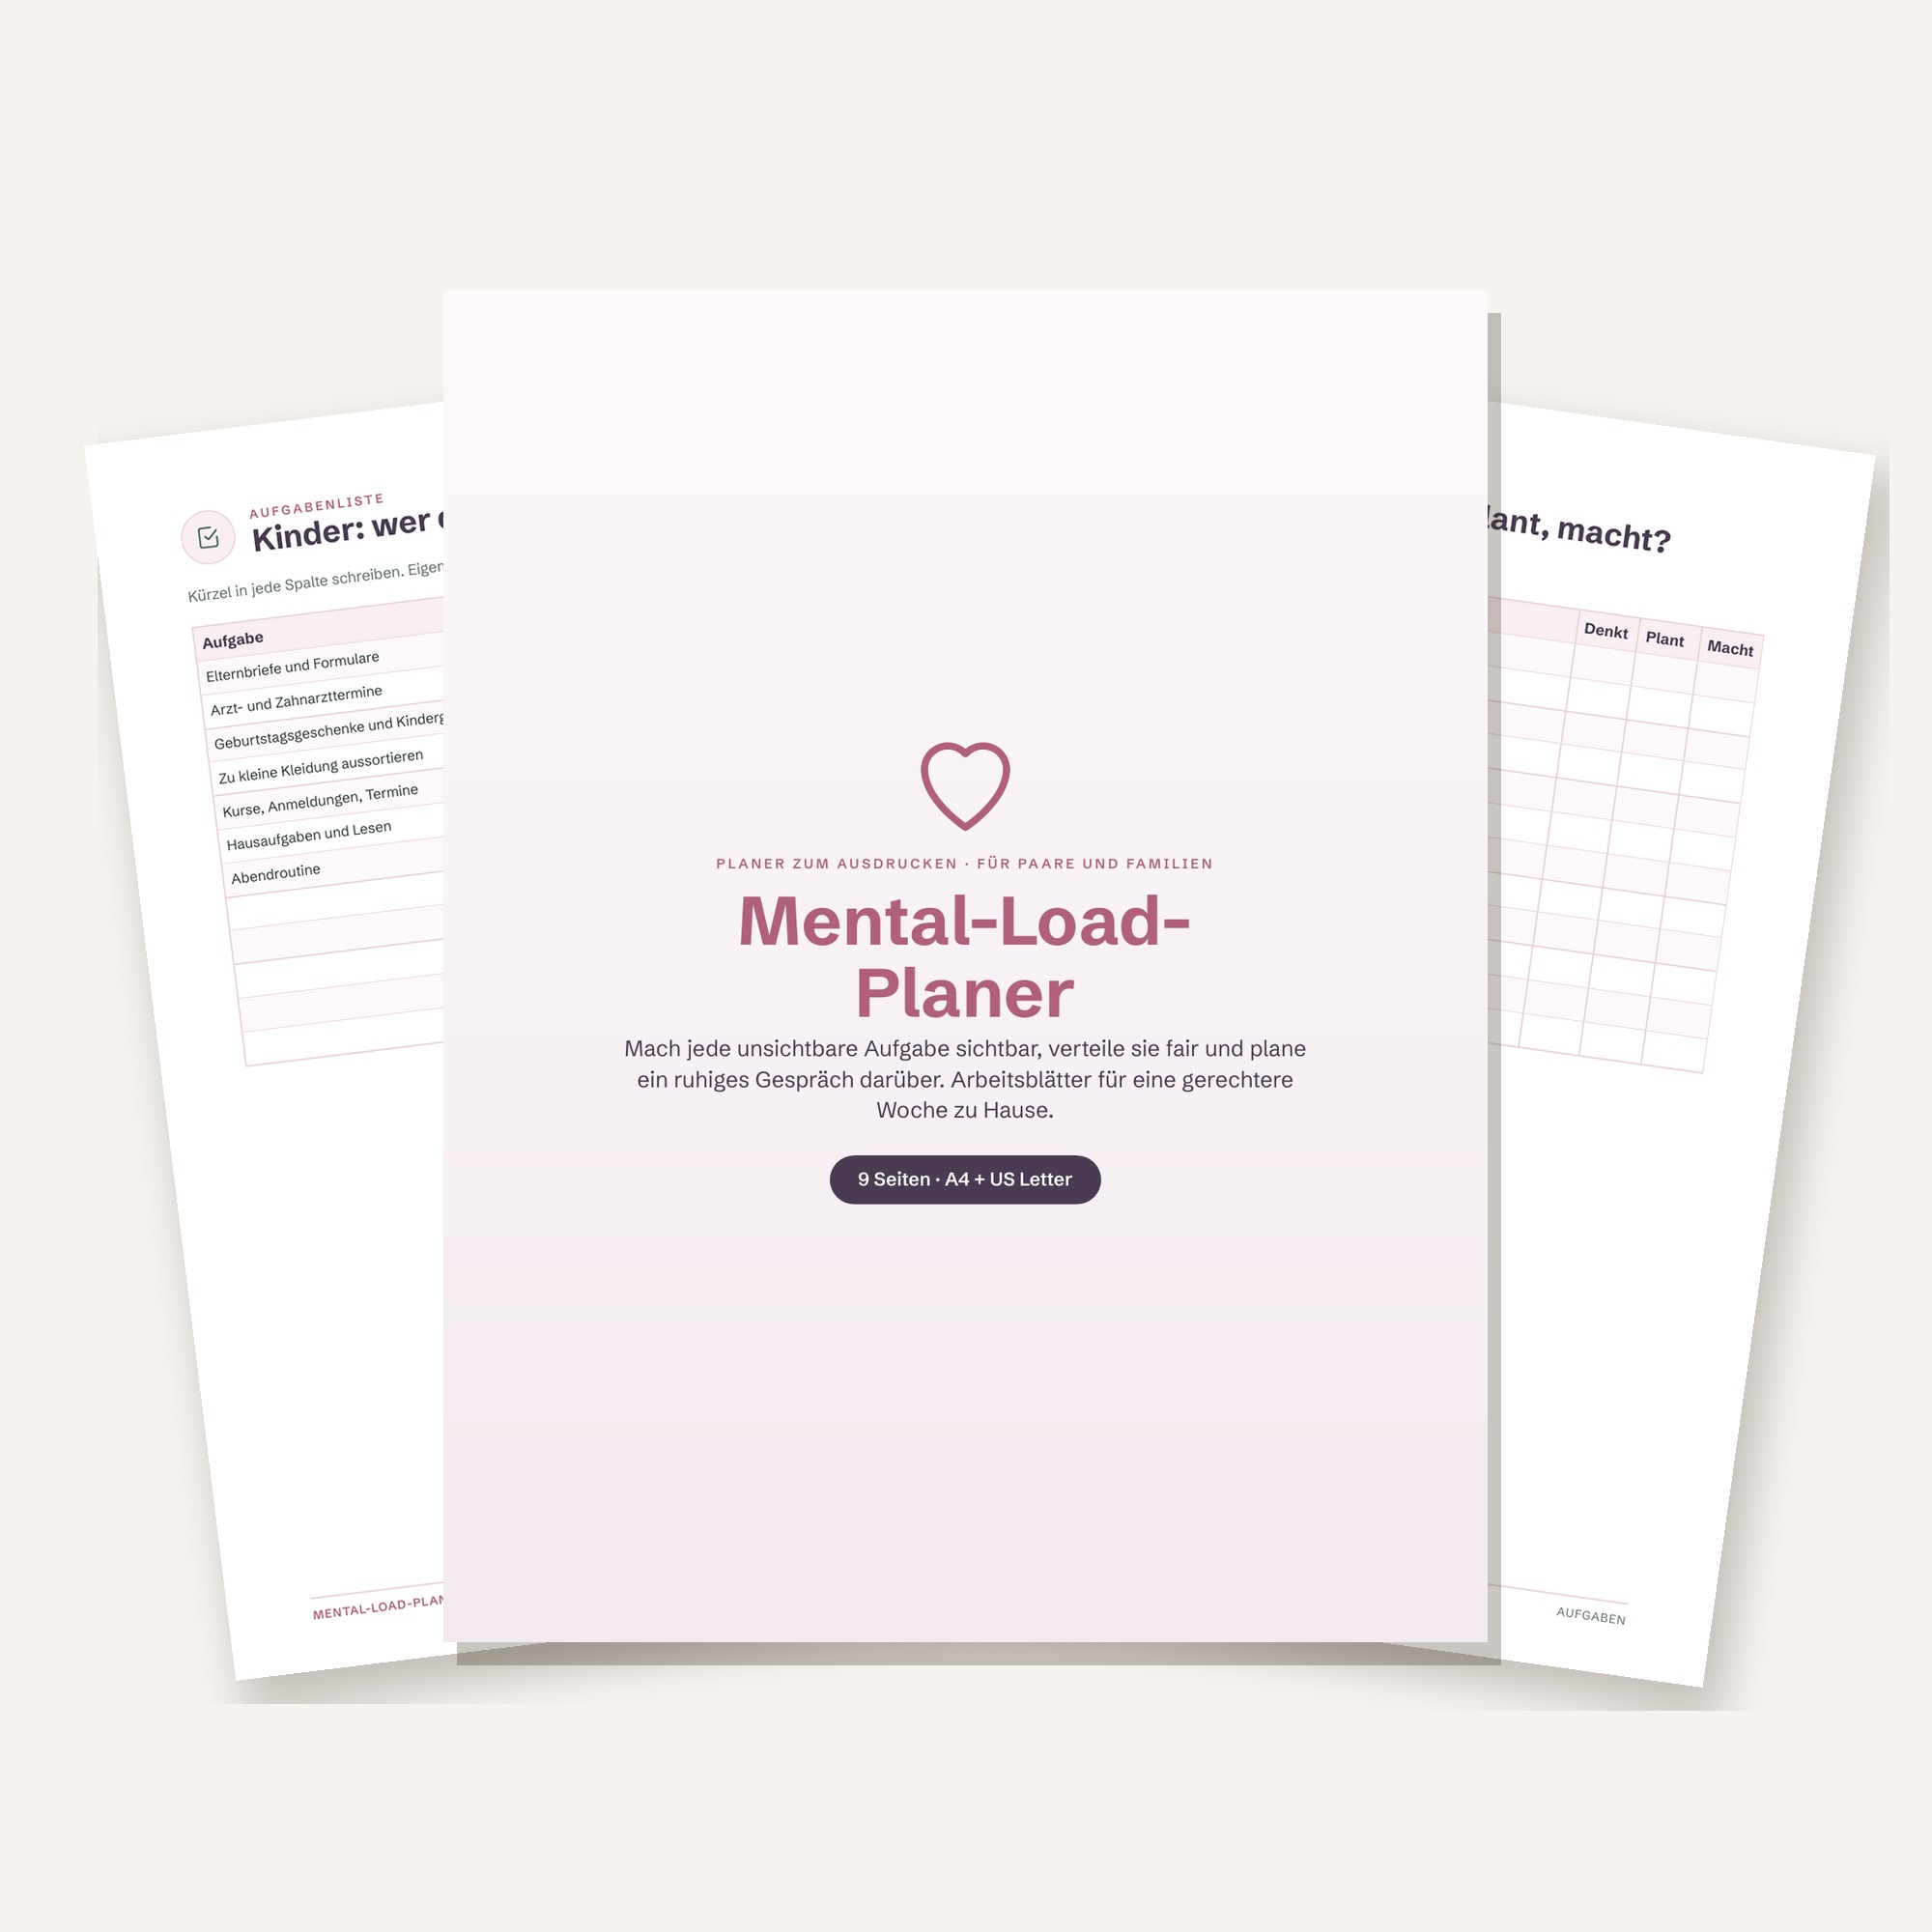 AUFGABENLISTE
Kinder: wer
Kürzel in jede Spalte schreiben.
Aufgabe
Elternbriefe und Formulare
Arzt- und Zahnarzttermine
Geburtstagsgeschenke und
Zu kleine Kleidung aussortieren
Kurse, Anmeldungen, Termine
Hausaufgaben und Lesen
Abendroutine
PLANER ZUM AUSDRUCKEN · FÜR PAARE UND FAMILIEN
Mental-Load-
Planer
Mach jede unsichtbare Aufgabe sichtbar, verteile sie fair und plane
ein ruhiges Gespräch darüber. Arbeitsblätter für eine gerechtere
Woche zu Hause.
9 Seiten · A4 + US Letter
macht?
Denkt Plant Macht
AUFGABEN